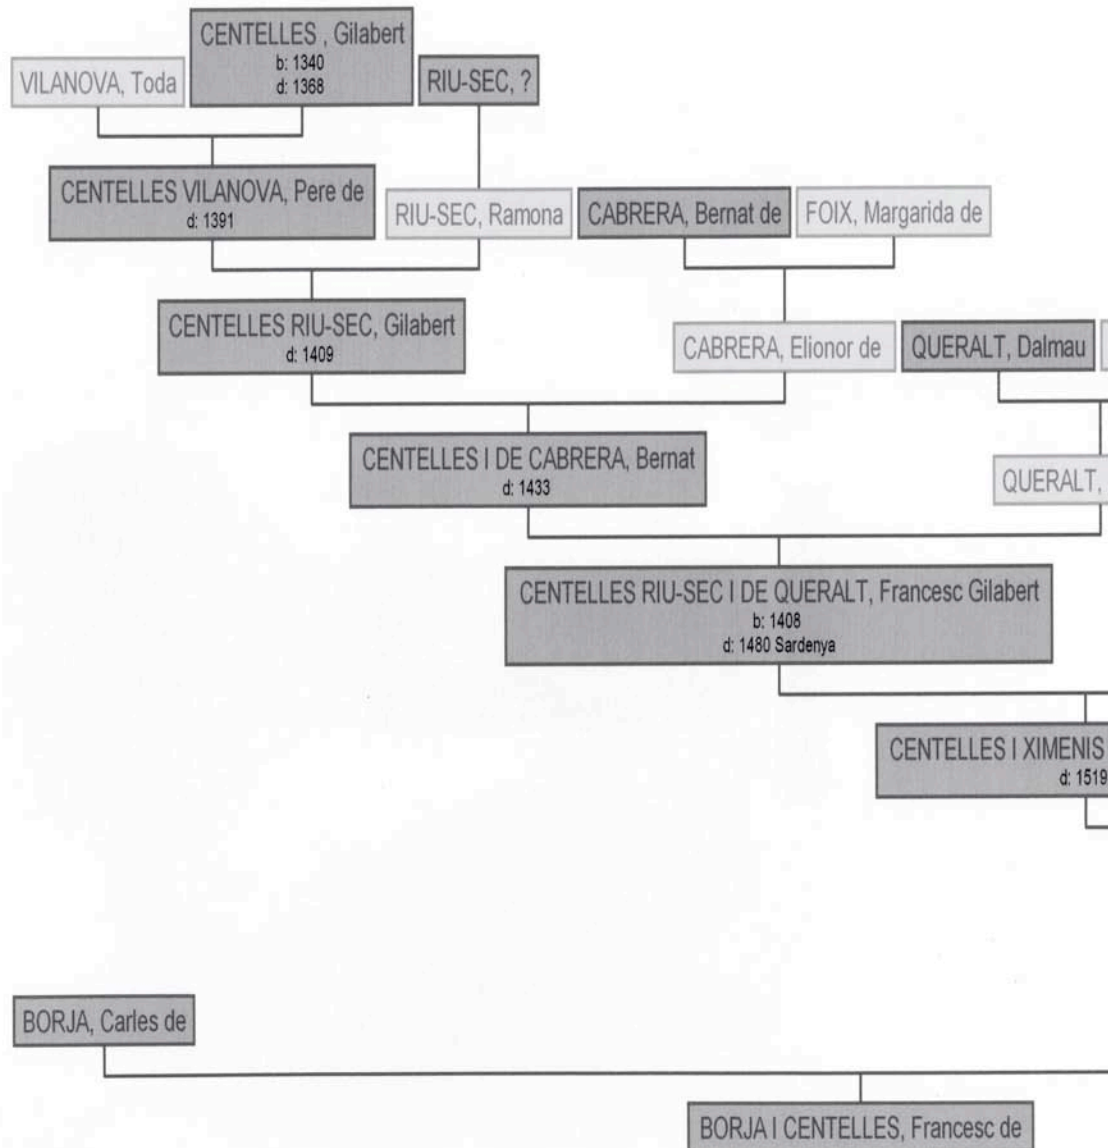 CENTELLES , Gilabert
b: 1340
d: 1368
VILANOVA, Toda
RIU-SEC, ?
CENTELLES VILANOVA, Pere de
d: 1391
RIU-SEC, Ramona
CABRERA, Bernat de
FOIX, Margarida de
CENTELLES RIU-SEC, Gilabert
d: 1409
CABRERA, Elionor de
QUERALT, Dalmau
CENTELLES I DE CABRERA, Bernat
d: 1433
QUERALT,
CENTELLES RIU-SEC I DE QUERALT, Francesc Gilabert
b: 1408
d: 1480 Sardenya
CENTELLES I XIMENIS
d: 1519
BORJA, Carles de
BORJA I CENTELLES, Francesc de